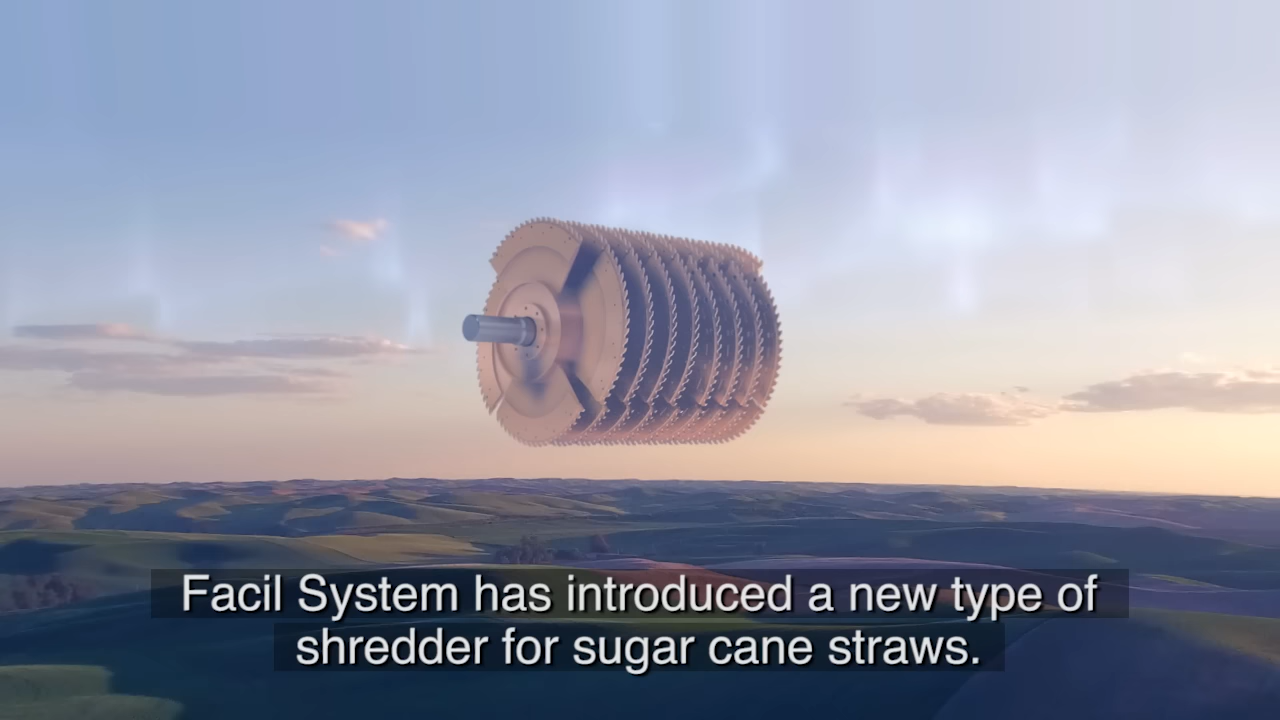 Facil System has introduced a new type of
shredder for sugar cane straws.